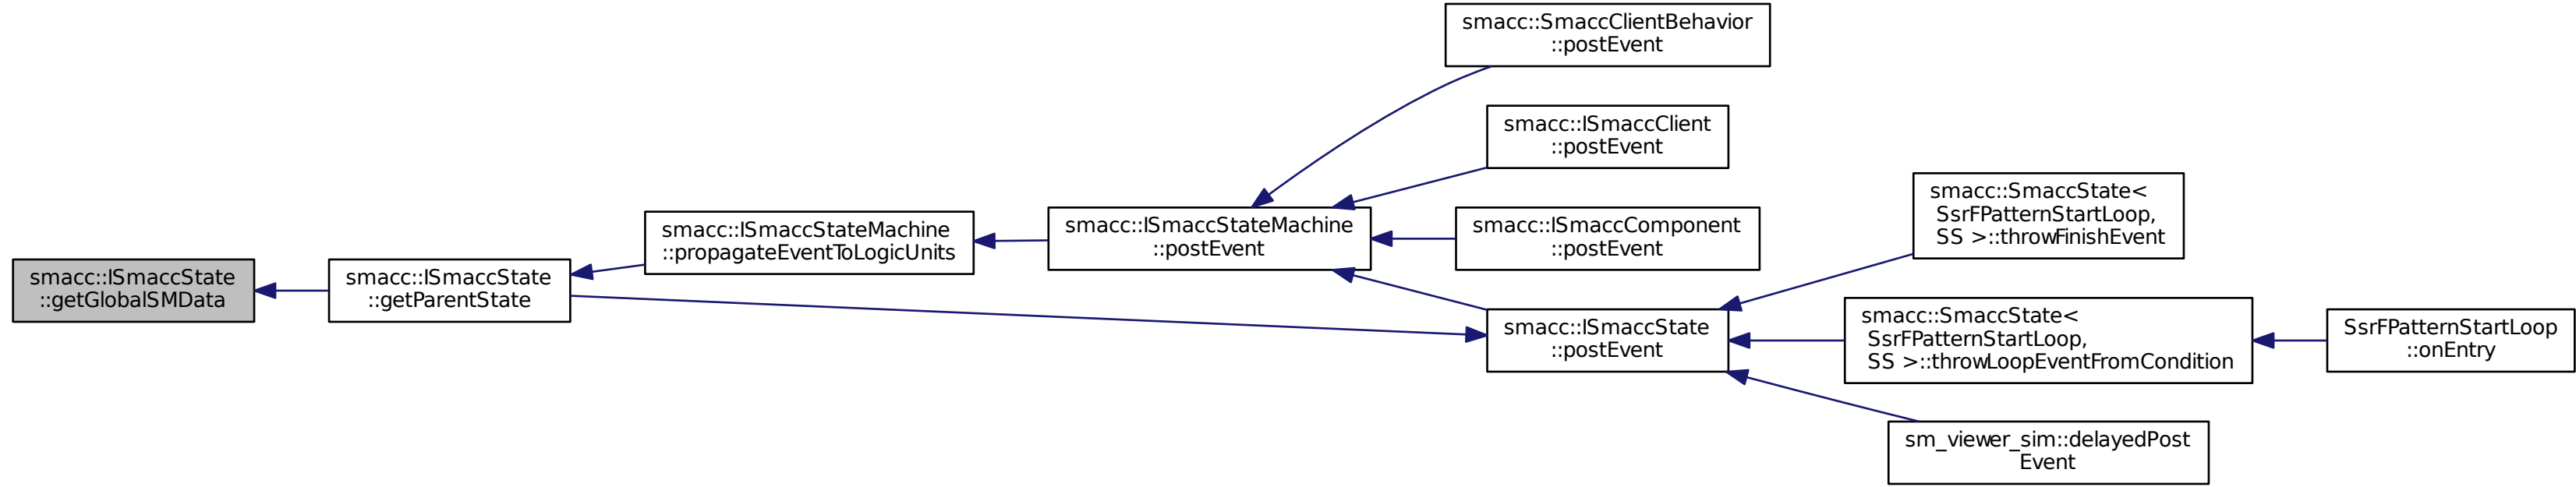 smacc::SmaccClientBehavior
::postEvent
smacc::ISmaccClient
::postEvent
smacc::SmaccState<
SsrFPatternStartLoop,
SS >::throwFinishEvent
smacc::ISmaccStateMachine
::propagateEventToLogicUnits
smacc::ISmaccStateMachine
::postEvent
smacc::ISmaccComponent
::postEvent
smacc::ISmaccState
::getGlobalSMData
smacc::ISmaccState
::getParentState
smacc::ISmaccState
::postEvent
smacc::SmaccState<
SsrFPatternStartLoop,
SS >::throwLoopEventFromCondition
SsrFPatternStartLoop
::onEntry
sm_viewer_sim::delayedPost
Event